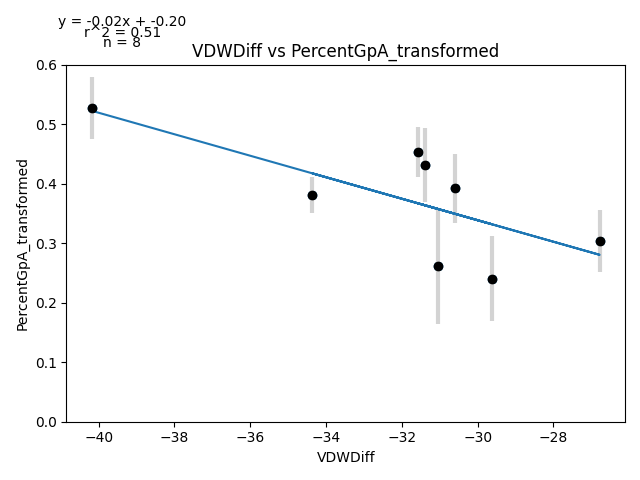 y = -0.02x + -0.20
r^2 = 0.51
n = 8
VDWDiff vs PercentGpA_transformed
PercentGpA_transformed
0.6
0.5
0.4
0.3
0.2
0.1
0.0
−40 −38 −36 −34 −32 −30 −28
VDWDiff